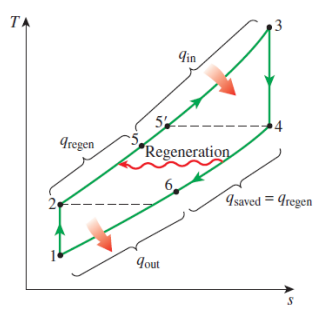 T
3
q_in
5'
4
5
q_regen
Regeneration
6
2
q_saved = q_regen
1
q_out
s